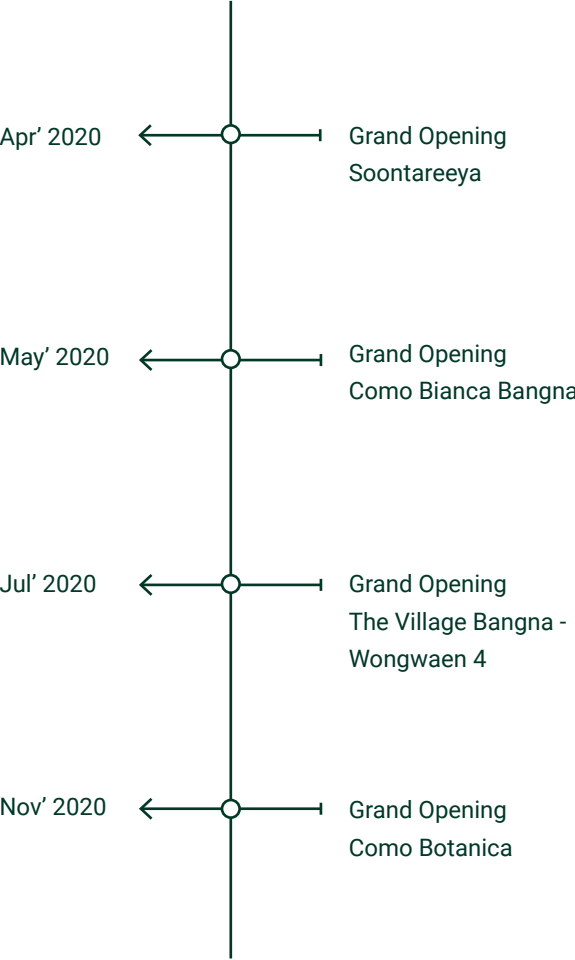 Apr’ 2020
Grand Opening
Soontareeya
May’ 2020
Grand Opening
Como Bianca Bangna
Jul’ 2020
Grand Opening
The Village Bangna -
Wongwaen 4
Nov’ 2020
Grand Opening
Como Botanica